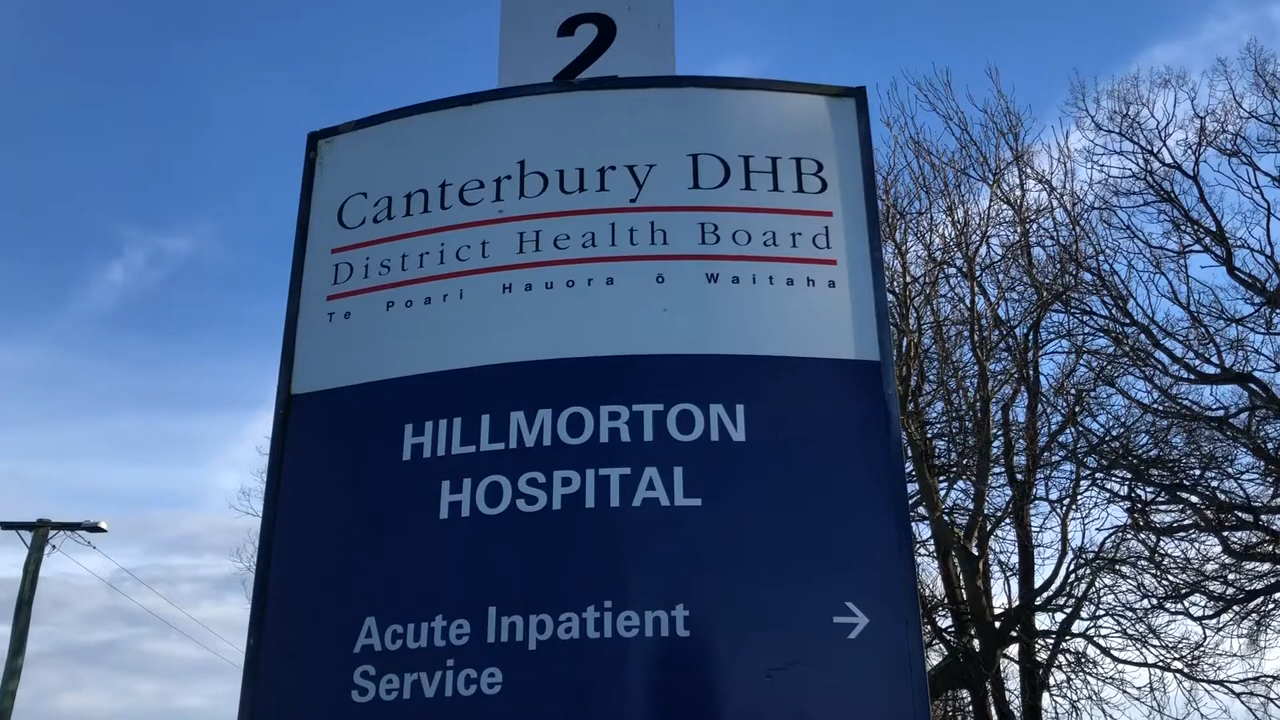 2
Canterbury DHB
District Health Board
Te Poari Hauora ō Waitaha
HILLMORTON
HOSPITAL
Acute Inpatient →
Service